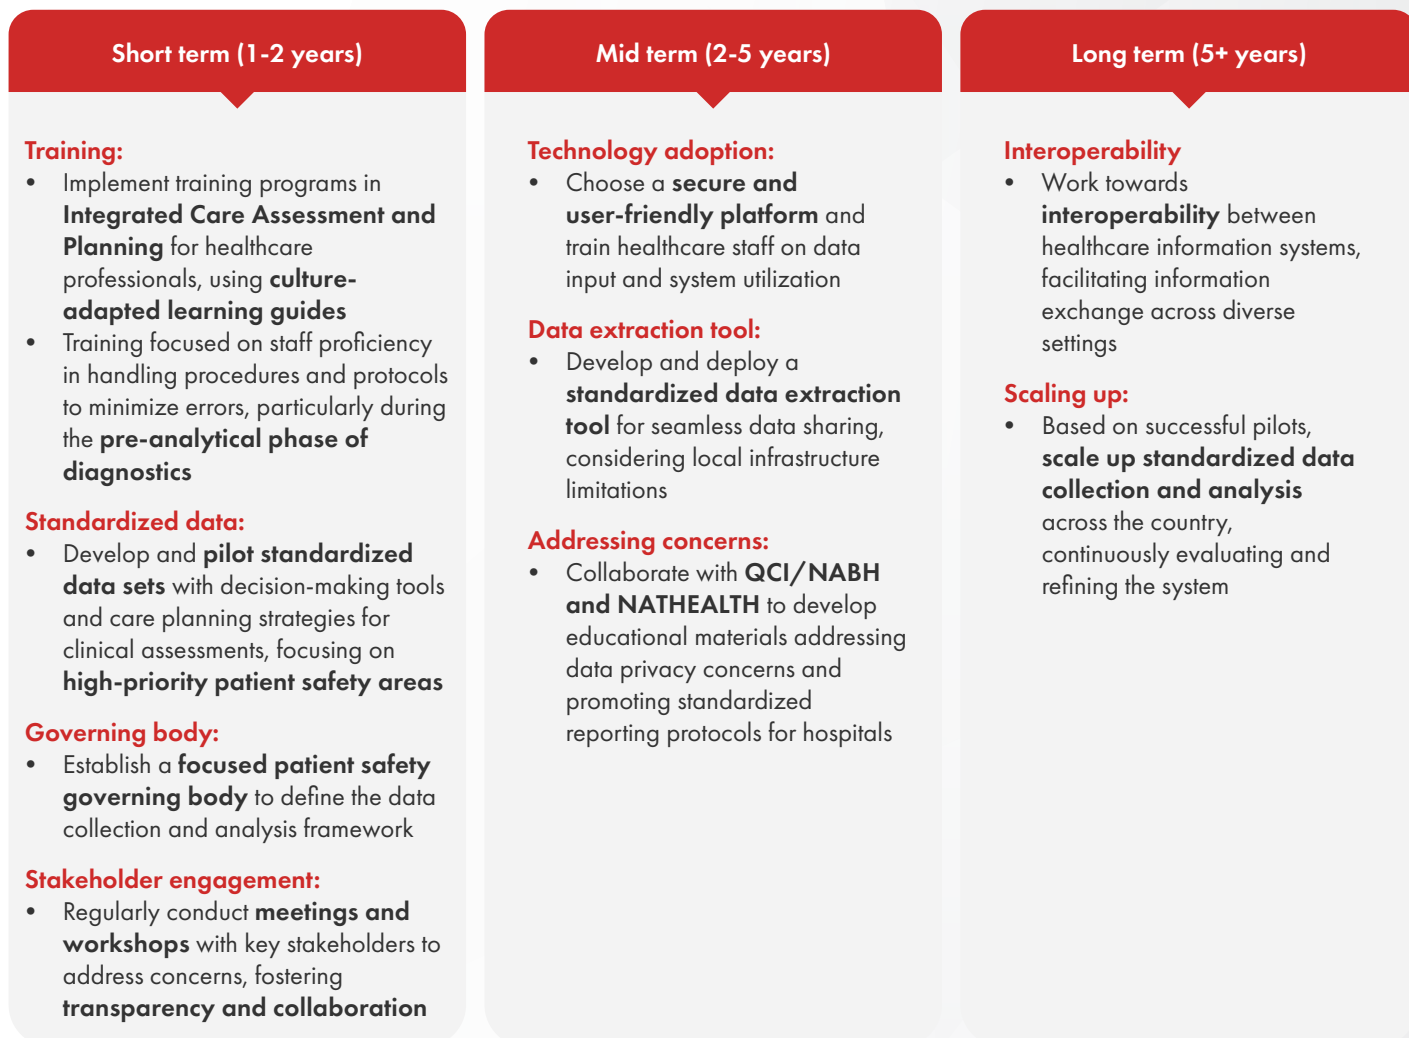 Short term (1-2 years)
Training:
• Implement training programs in
Integrated Care Assessment and
Planning for healthcare
professionals, using culture-
adapted learning guides
• Training focused on staff proficiency
in handling procedures and protocols
to minimize errors, particularly during
the pre-analytical phase of
diagnostics
Standardized data:
• Develop and pilot standardized
data sets with decision-making tools
and care planning strategies for
clinical assessments, focusing on
high-priority patient safety areas
Governing body:
• Establish a focused patient safety
governing body to define the data
collection and analysis framework
Stakeholder engagement:
• Regularly conduct meetings and
workshops with key stakeholders to
address concerns, fostering
transparency and collaboration
Mid term (2-5 years)
Technology adoption:
• Choose a secure and
user-friendly platform and
train healthcare staff on data
input and system utilization
Data extraction tool:
• Develop and deploy a
standardized data extraction
tool for seamless data sharing,
considering local infrastructure
limitations
Addressing concerns:
• Collaborate with QCI/NABH
and NATHEALTH to develop
educational materials addressing
data privacy concerns and
promoting standardized
reporting protocols for hospitals
Long term (5+ years)
Interoperability
• Work towards
interoperability between
healthcare information systems,
facilitating information
exchange across diverse
settings
Scaling up:
• Based on successful pilots,
scale up standardized data
collection and analysis
across the country,
continuously evaluating and
refining the system